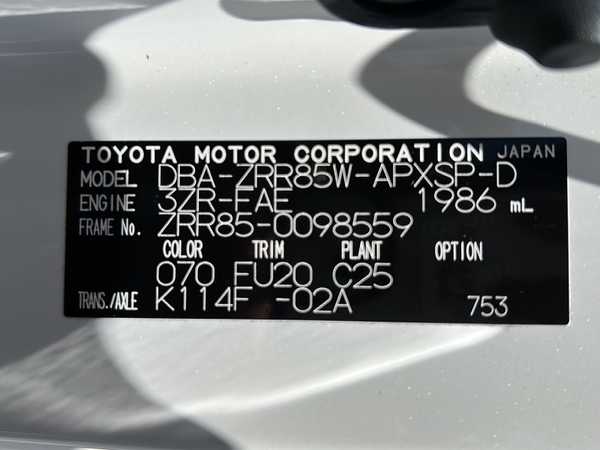 TOYOTA MOTOR CORPORATION JAPAN
MODEL DBA-ZRR85W-APXSP-D
ENGINE 3ZR-FAE 1986 mL
FRAME No. ZRR85-0098559
COLOR TRIM PLANT OPTION
070 FU20 C25
TRANS./AXLE K114F -02A 753